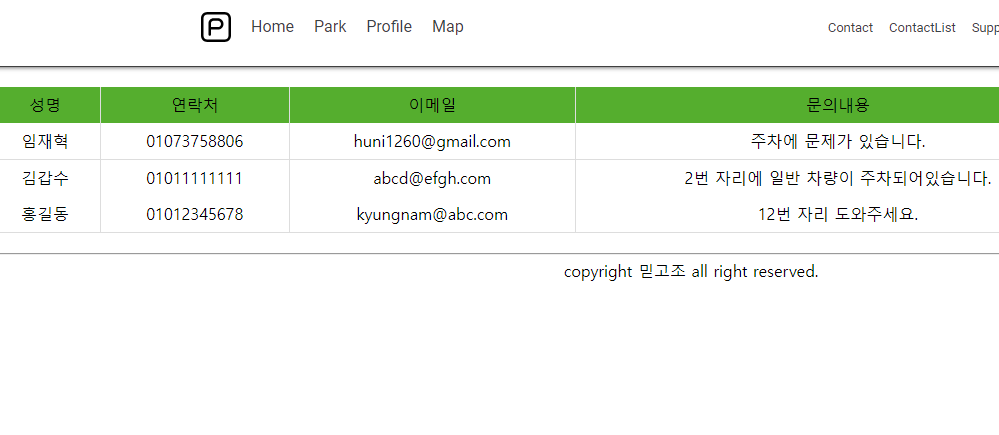 P Home Park Profile Map Contact ContactList Supp
성명 연락처 이메일 문의내용
임재혁 01073758806 huni1260@gmail.com 주차에 문제가 있습니다.
김갑수 01011111111 abcd@efgh.com 2번 자리에 일반 차량이 주차되어있습니다.
홍길동 01012345678 kyungnam@abc.com 12번 자리 도와주세요.
copyright 믿고조 all right reserved.